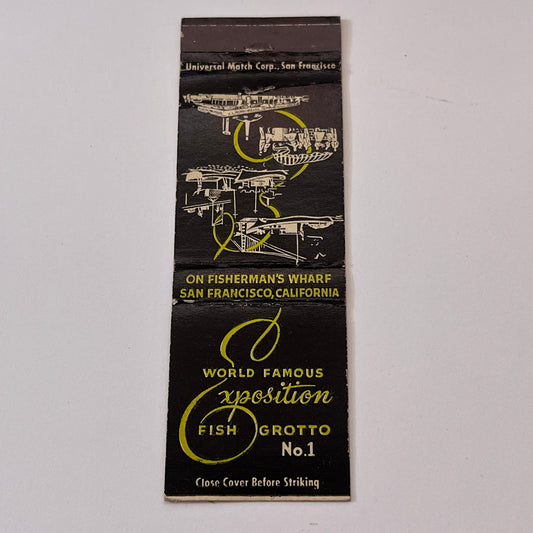 Universal Match Corp., San Francisco
ON FISHERMAN'S WHARF
SAN FRANCISCO, CALIFORNIA
WORLD FAMOUS
Exposition
FISH GROTTO
No.1
Close Cover Before Striking